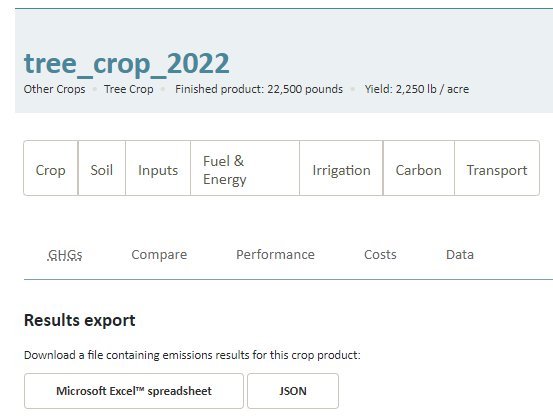 tree_crop_2022
Other Crops • Tree Crop • Finished product: 22,500 pounds • Yield: 2,250 lb / acre
Crop Soil Inputs Fuel & Energy Irrigation Carbon Transport
GHGs Compare Performance Costs Data
Results export
Download a file containing emissions results for this crop product:
Microsoft Excel™ spreadsheet JSON